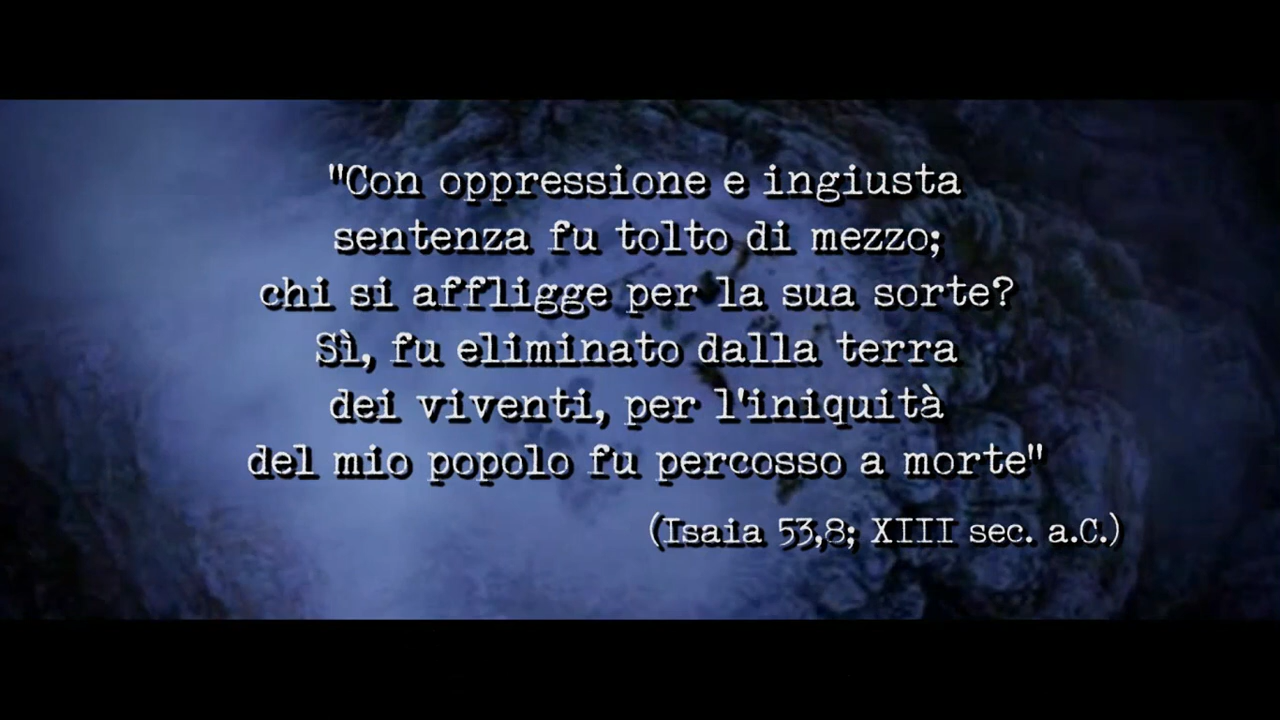 "Con oppressione e ingiusta
sentenza fu tolto di mezzo;
chi si affligge per la sua sorte?
Sì, fu eliminato dalla terra
dei viventi, per l'iniquità
del mio popolo fu percosso a morte"
(Isaia 53,8; XIII sec. a.C.)